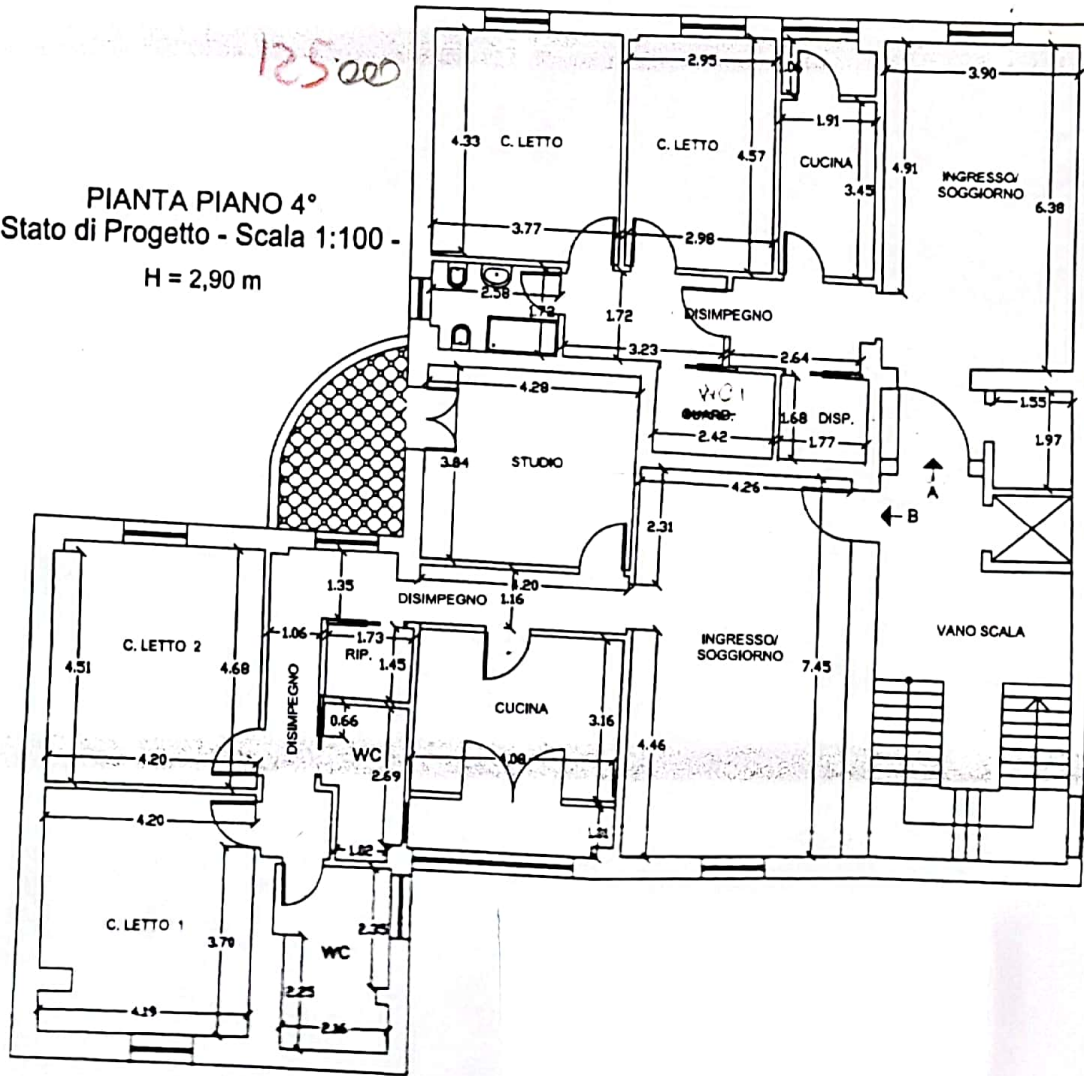 125.000
PIANTA PIANO 4°
Stato di Progetto - Scala 1:100 -
H = 2,90 m
2.95
3.90
4.33
C. LETTO
C. LETTO
4.57
1.91
CUCINA
3.45
4.91
INGRESSO/
SOGGIORNO
6.38
3.77
2.98
2.58
1.72
1.72
DISIMPEGNO
3.23
2.64
4.28
WC 1
GUARD.
2.42
1.68
DISP.
1.77
1.55
1.97
3.84
STUDIO
4.26
2.31
A
B
1.35
DISIMPEGNO
4.20
1.16
1.06
1.73
RIP.
1.45
C. LETTO 2
4.51
4.68
DISIMPEGNO
INGRESSO/
SOGGIORNO
7.45
VANO SCALA
0.66
WC
2.69
CUCINA
3.16
4.08
4.46
4.20
4.20
1.02
C. LETTO 1
3.70
2.35
WC
2.25
4.19
2.16